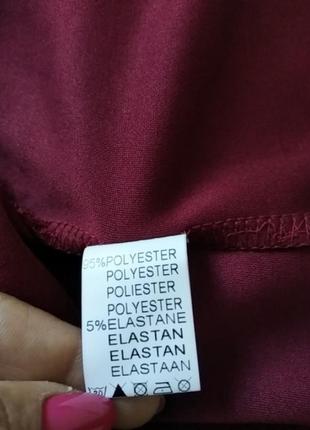 95% POLYESTER
POLYESTER
POLIESTER
POLYESTER
5% ELASTANE
ELASTAN
ELASTAN
ELASTAAN